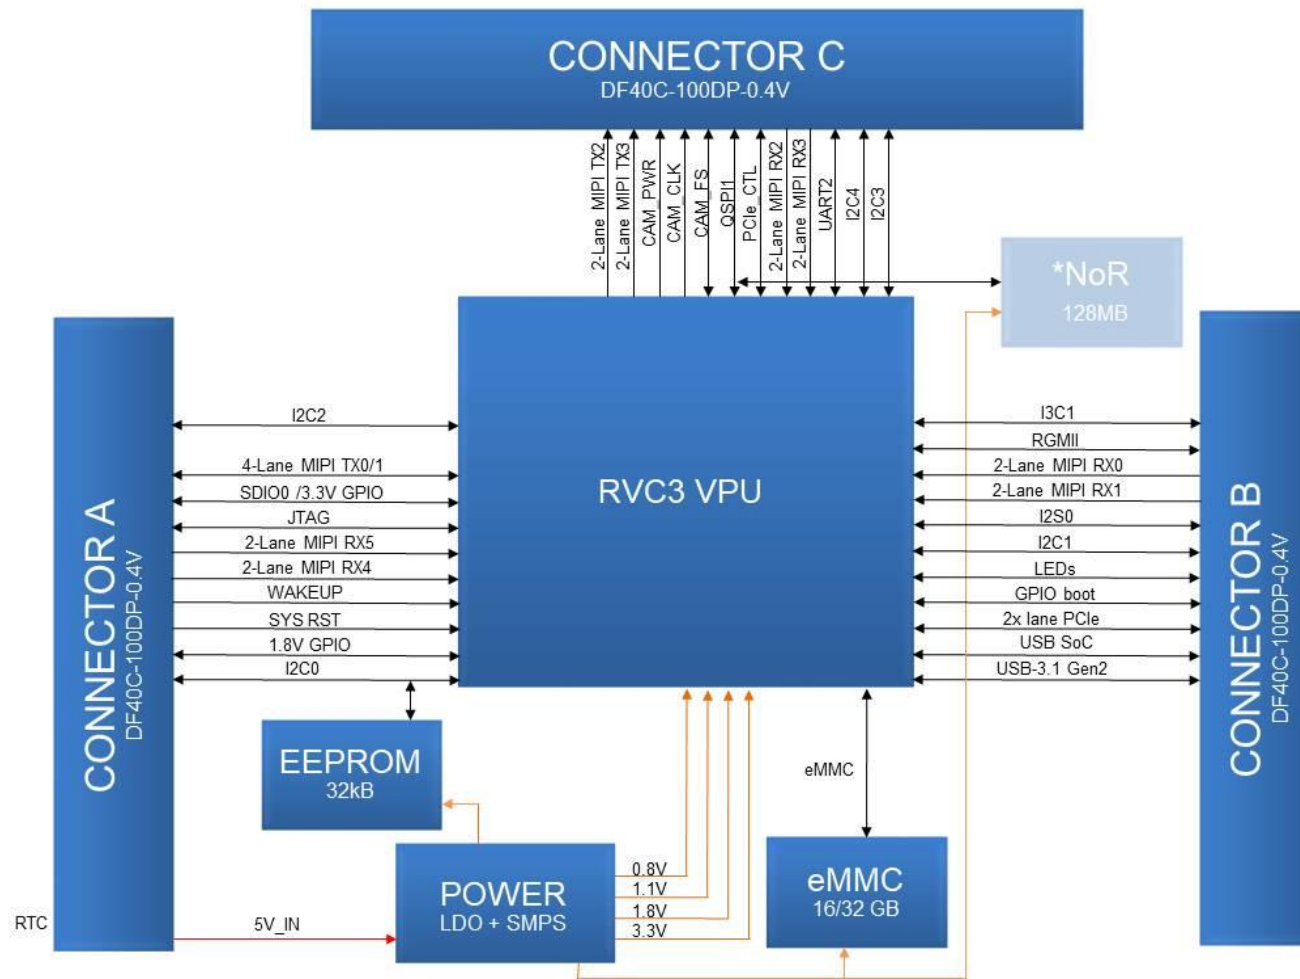 CONNECTOR C
DF40C-100DP-0.4V
2-Lane MIPI TX2
2-Lane MIPI TX3
CAM_PWR
CAM_CLK
CAM_FS
QSPI1
PCIe_CTL
2-Lane MIPI RX2
2-Lane MIPI RX3
UART2
I2C4
I2C3
*NoR
128MB
CONNECTOR A
DF40C-100DP-0.4V
I2C2
4-Lane MIPI TX0/1
SDIO0 /3.3V GPIO
JTAG
2-Lane MIPI RX5
2-Lane MIPI RX4
WAKEUP
SYS RST
1.8V GPIO
I2C0
RVC3 VPU
I3C1
RGMII
2-Lane MIPI RX0
2-Lane MIPI RX1
I2S0
I2C1
LEDs
GPIO boot
2x lane PCIe
USB SoC
USB-3.1 Gen2
CONNECTOR B
DF40C-100DP-0.4V
EEPROM
32kB
eMMC
POWER
LDO + SMPS
0.8V
1.1V
1.8V
3.3V
eMMC
16/32 GB
RTC
5V_IN